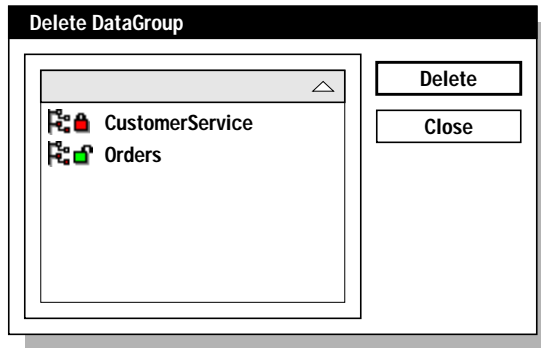 Delete DataGroup
Delete
CustomerService
Close
Orders